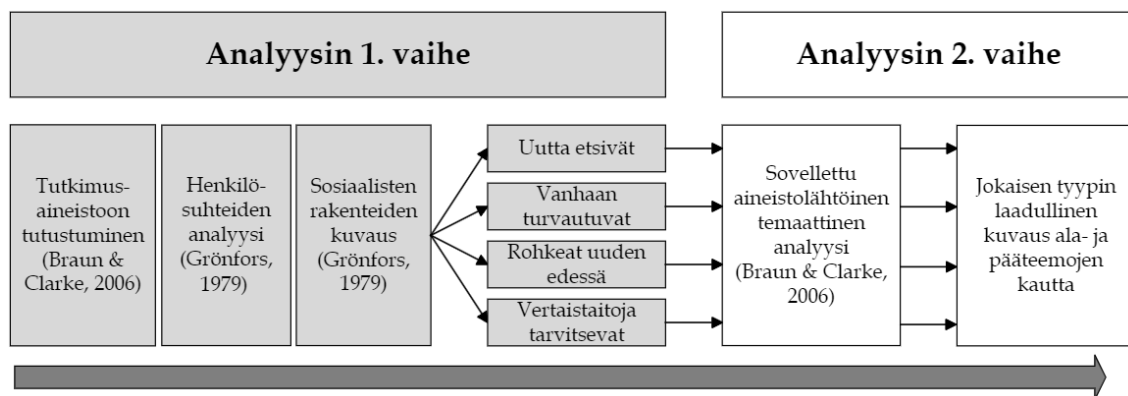 Analyysin 1. vaihe
Analyysin 2. vaihe
Tutkimus-
aineistoon
tutustuminen
(Braun &
Clarke, 2006)
Henkilö-
suhteiden
analyysi
(Grönfors,
1979)
Sosiaalisten
rakenteiden
kuvaus
(Grönfors,
1979)
Uutta etsivät
Vanhaan
turvautuvat
Rohkeat uuden
edessä
Vertaistaitoja
tarvitsevat
Sovellettu
aineistolähtöinen
temaattinen
analyysi
(Braun & Clarke,
2006)
Jokaisen tyypin
laadullinen
kuvaus ala- ja
pääteemojen
kautta